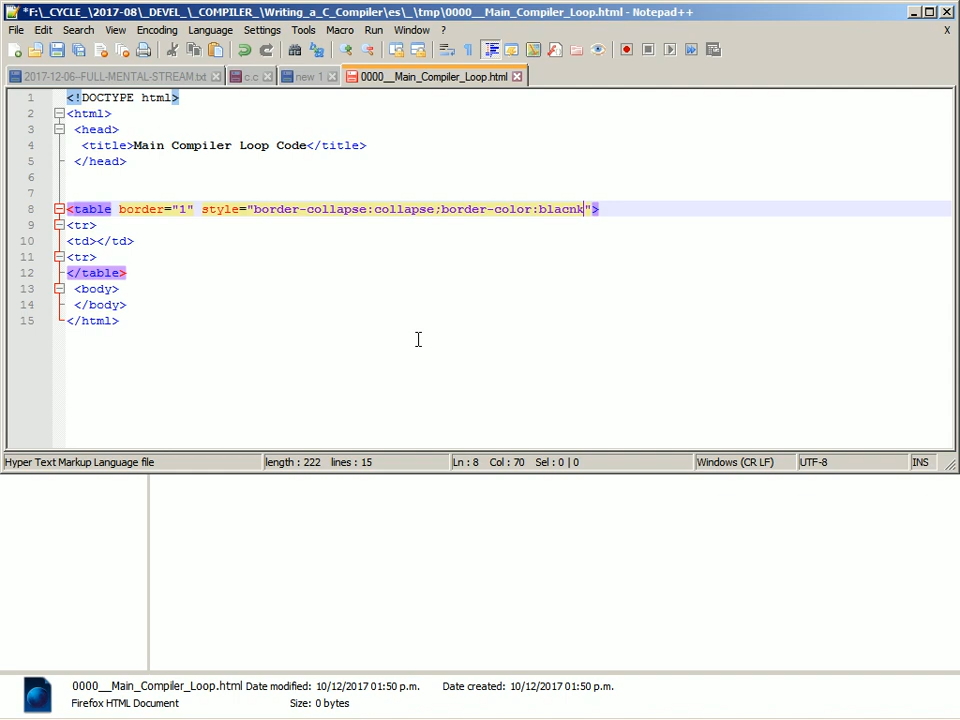 *F:\_CYCLE_\2017-08\_DEVEL_\_COMPILER_\Writing_a_C_Compiler\es\_\tmp\0000__Main_Compiler_Loop.html - Notepad++
File Edit Search View Encoding Language Settings Tools Macro Run Window ? X
2017-12-06--FULL-MENTAL-STREAM.txt c.c new 1 0000__Main_Compiler_Loop.html
1 <!DOCTYPE html>
2 <html>
3 <head>
4 <title>Main Compiler Loop Code</title>
5 </head>
6
7
8 <table border="1" style="border-collapse:collapse;border-color:blacnk">
9 <tr>
10 <td></td>
11 <tr>
12 </table>
13 <body>
14 </body>
15 </html>
Hyper Text Markup Language file length : 222 lines : 15 Ln : 8 Col : 70 Sel : 0 | 0 Windows (CR LF) UTF-8 INS
0000__Main_Compiler_Loop.html Date modified: 10/12/2017 01:50 p.m. Date created: 10/12/2017 01:50 p.m.
Firefox HTML Document Size: 0 bytes